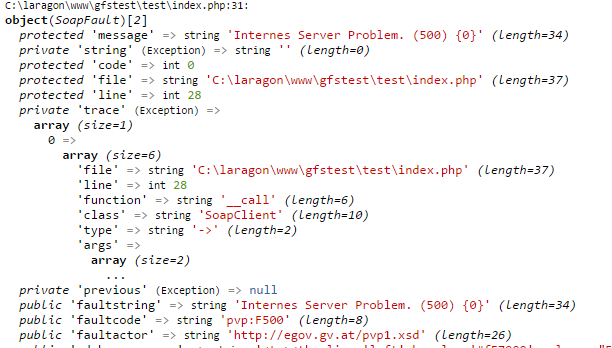 C:\laragon\www\gfstest\test\index.php:31:
object(SoapFault)[2]
protected 'message' => string 'Internes Server Problem. (500) {0}' (length=34)
private 'string' (Exception) => string '' (length=0)
protected 'code' => int 0
protected 'file' => string 'C:\laragon\www\gfstest\test\index.php' (length=37)
protected 'line' => int 28
private 'trace' (Exception) =>
array (size=1)
0 =>
array (size=6)
'file' => string 'C:\laragon\www\gfstest\test\index.php' (length=37)
'line' => int 28
'function' => string '__call' (length=6)
'class' => string 'SoapClient' (length=10)
'type' => string '->' (length=2)
'args' =>
array (size=2)
...
private 'previous' (Exception) => null
public 'faultstring' => string 'Internes Server Problem. (500) {0}' (length=34)
public 'faultcode' => string 'pvp:F500' (length=8)
public 'faultactor' => string 'http://egov.gv.at/pvp1.xsd' (length=26)